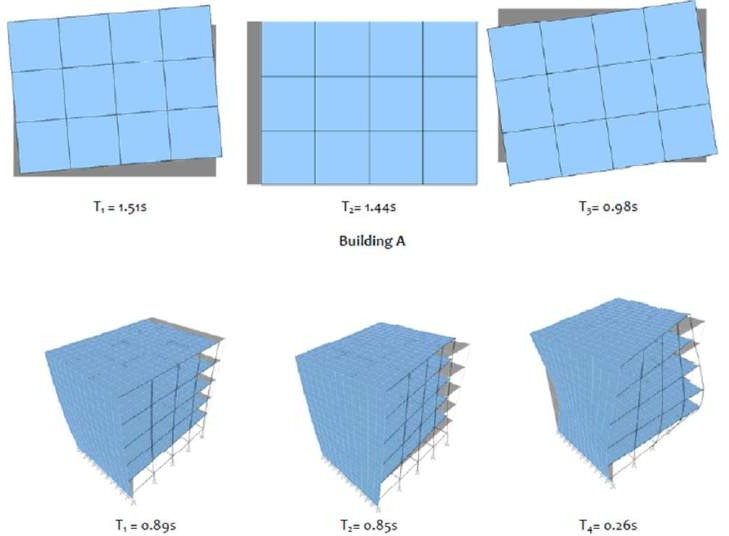 T₁ = 1.51s
T₂= 1.44s
T₃= 0.98s
Building A
T₁ = 0.89s
T₂= 0.85s
T₄= 0.26s